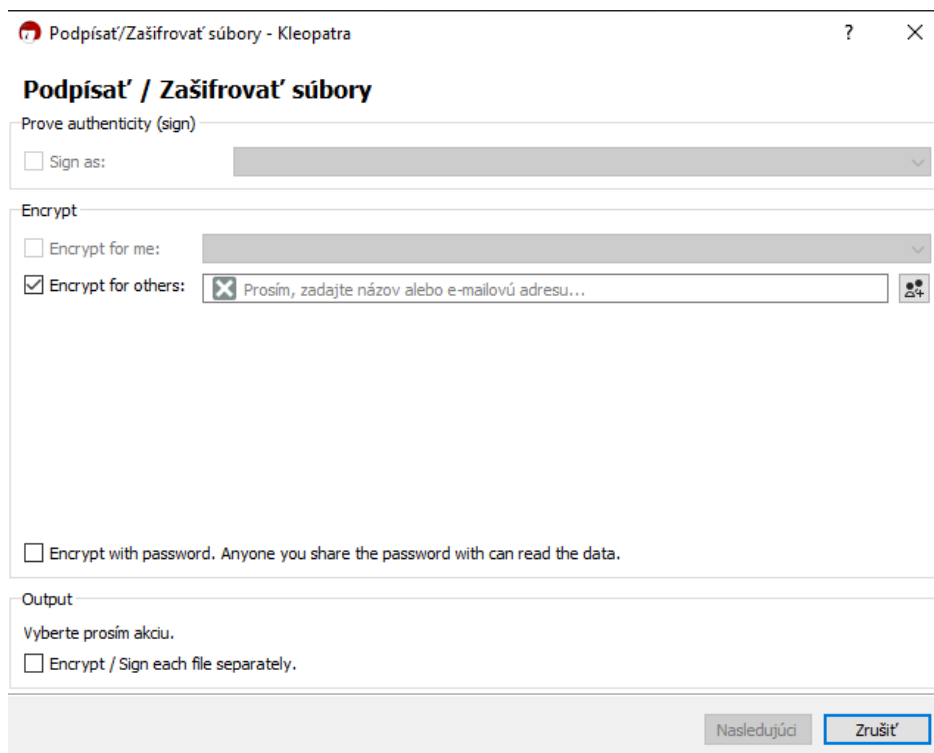 Podpísať/Zašifrovať súbory - Kleopatra
?
Podpísať / Zašifrovať súbory
Prove authenticity (sign)
Sign as:
Encrypt
Encrypt for me:
Encrypt for others: Prosím, zadajte názov alebo e-mailovú adresu...
Encrypt with password. Anyone you share the password with can read the data.
Output
Vyberte prosím akciu.
Encrypt / Sign each file separately.
Nasledujúci Zrušiť